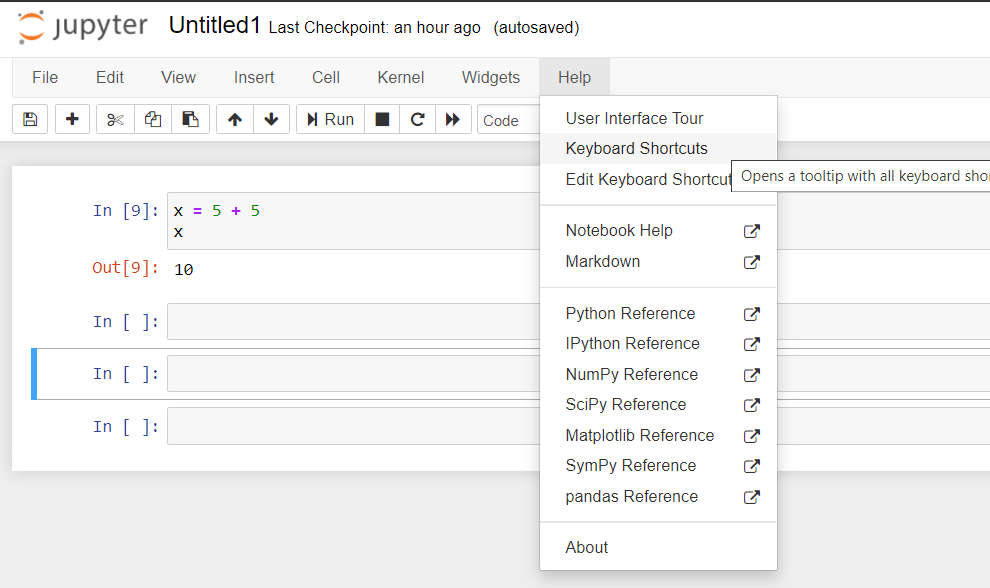 jupyter Untitled1 Last Checkpoint: an hour ago (autosaved)
File Edit View Insert Cell Kernel Widgets Help
Run Code
User Interface Tour
Keyboard Shortcuts
Opens a tooltip with all keyboard
Edit Keyboard
In [9]: x = 5 + 5
x
Out[9]: 10
In [ ]:
In [ ]:
In [ ]:
Notebook Help
Markdown
Python Reference
IPython Reference
NumPy Reference
SciPy Reference
Matplotlib Reference
SymPy Reference
pandas Reference
About